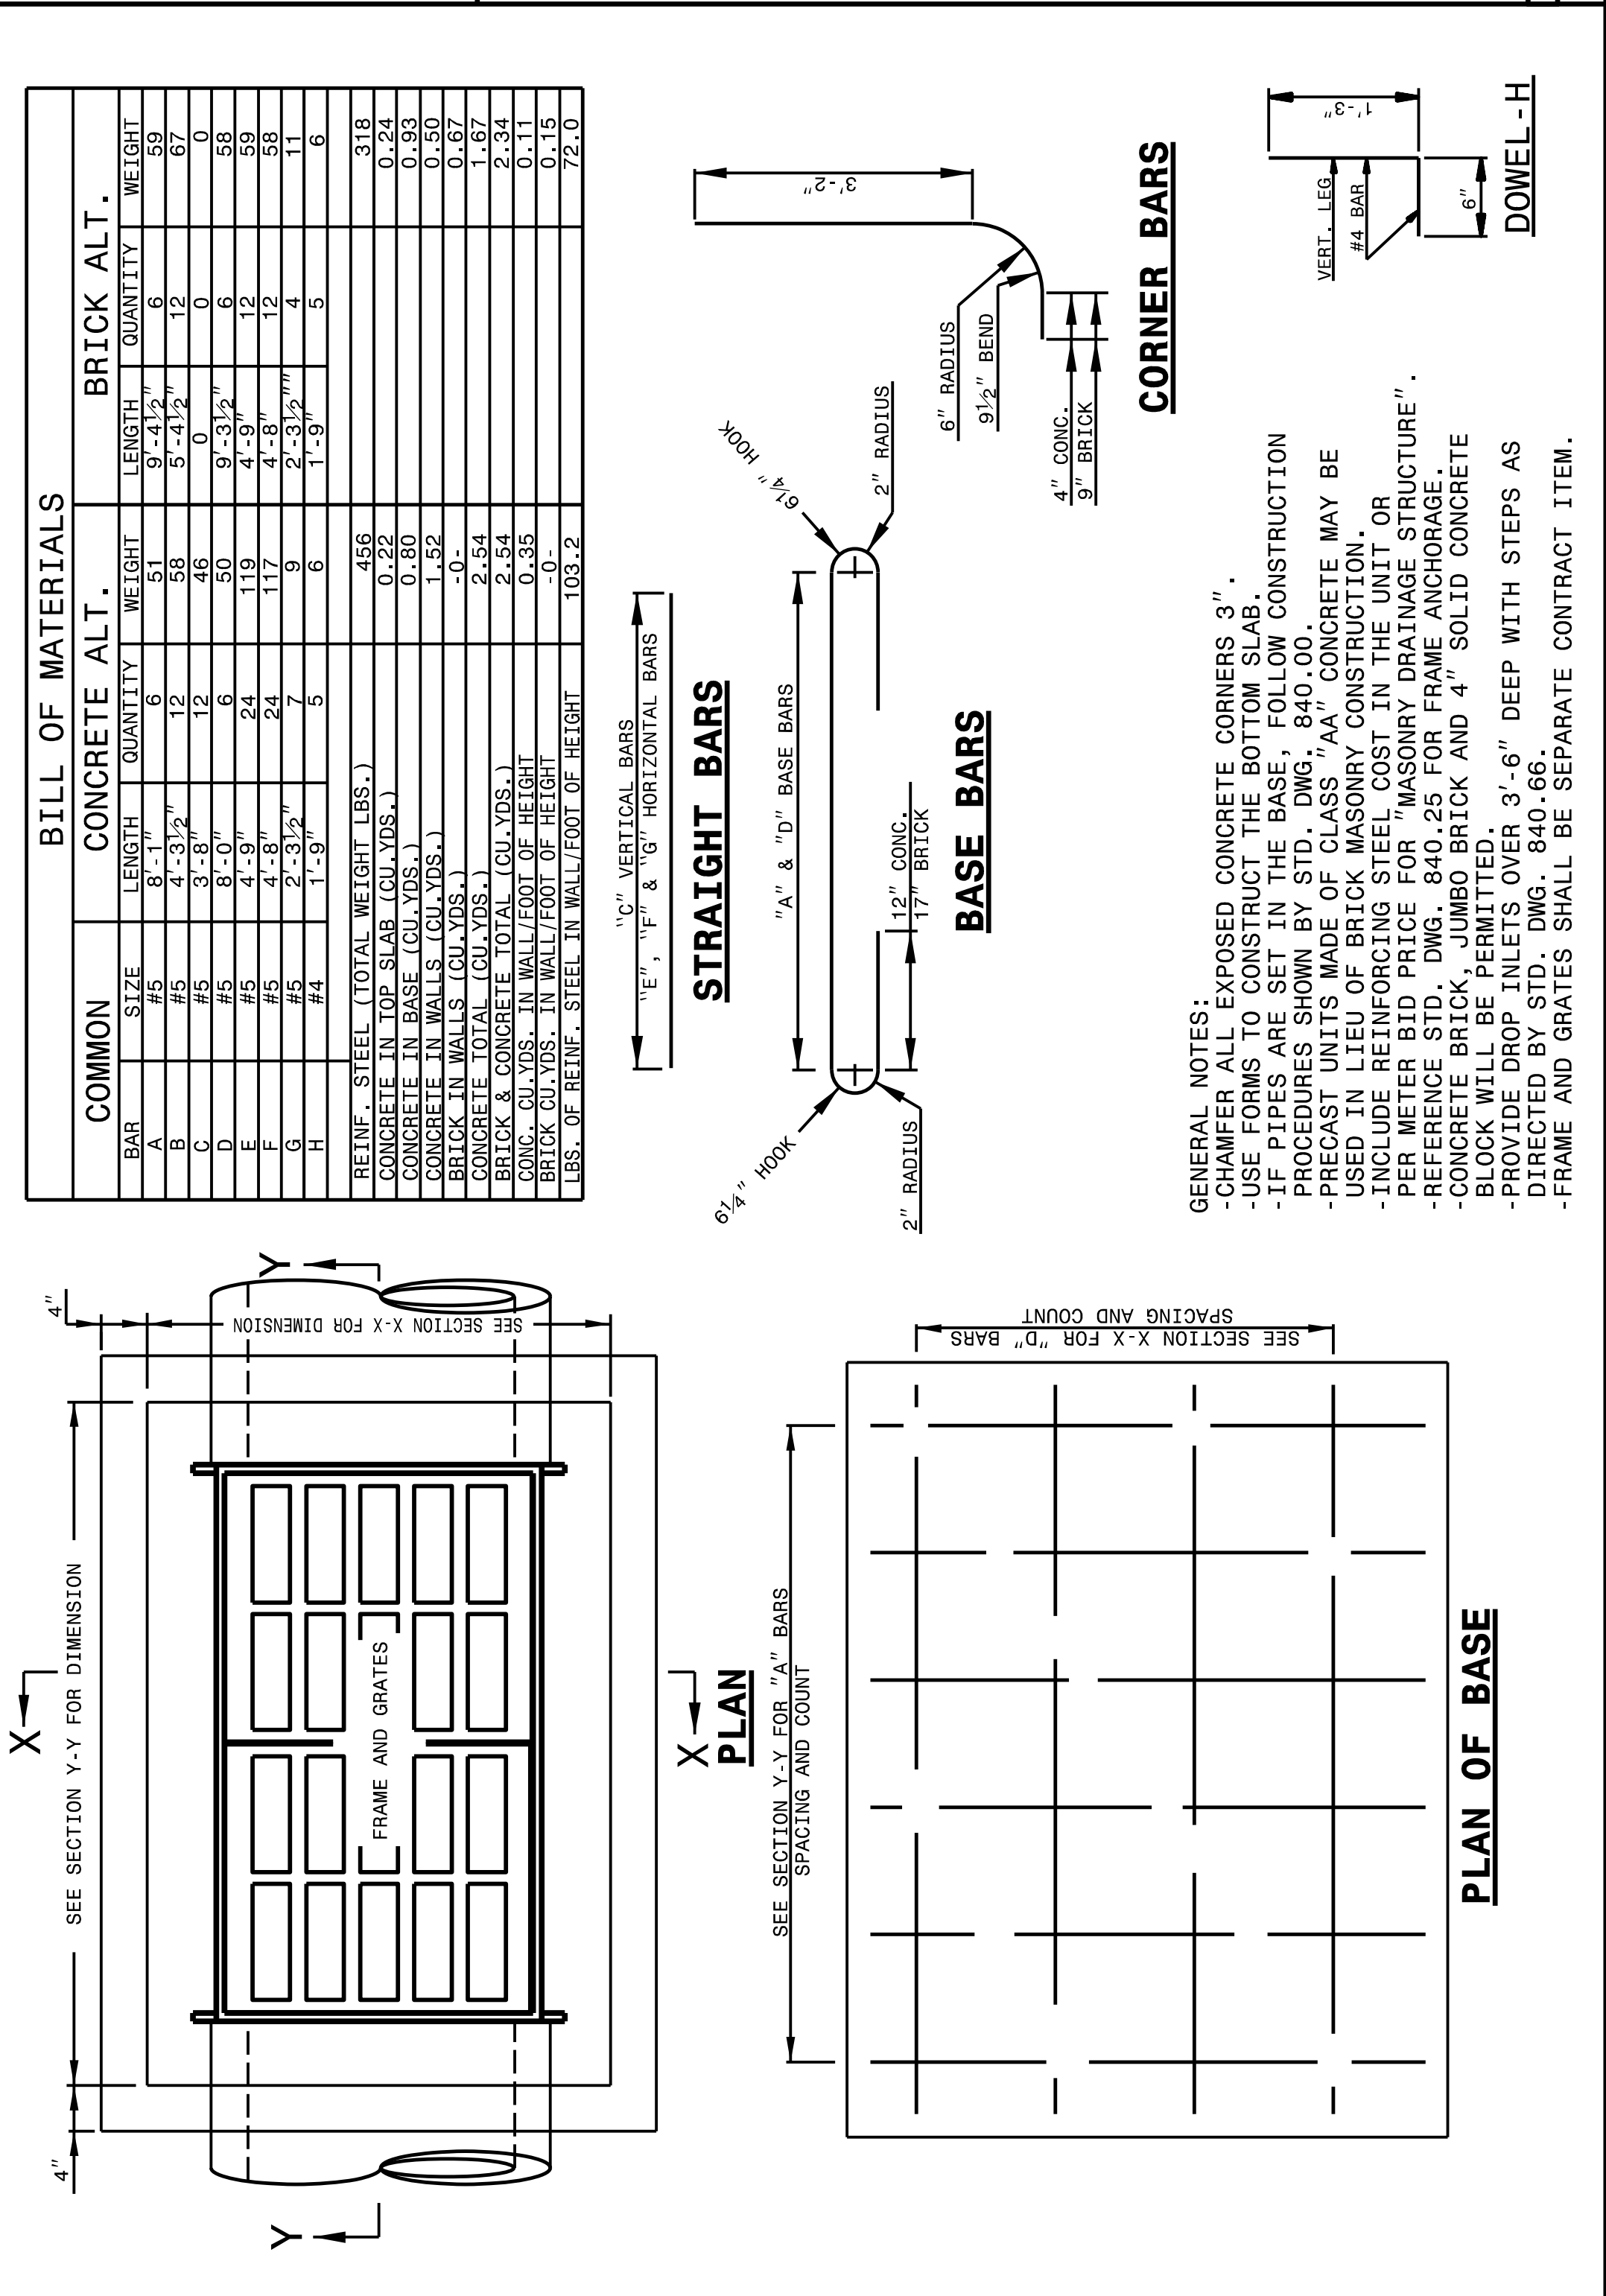 BILL OF MATERIALS
COMMON CONCRETE ALT. BRICK ALT.
BAR SIZE LENGTH QUANTITY WEIGHT LENGTH QUANTITY WEIGHT
A #5 8'-1" 6 51 9'-4½" 6 59
B #5 4'-3½" 12 58 5'-4½" 12 67
C #5 3'-8" 12 46 0 0 0
D #5 8'-0" 6 50 9'-3½" 6 58
E #5 4'-9" 24 119 4'-9" 12 59
F #5 4'-8" 24 117 4'-8" 12 58
G #5 2'-3½" 7 9 2'-3½"" 4 11
H #4 1'-9" 5 6 1'-9" 5 6
REINF. STEEL (TOTAL WEIGHT LBS.) 456 318
CONCRETE IN TOP SLAB (CU.YDS.) 0.22 0.24
CONCRETE IN BASE (CU.YDS.) 0.80 0.93
CONCRETE IN WALLS (CU.YDS.) 1.52 0.50
BRICK IN WALLS (CU.YDS.) -0- 0.67
CONCRETE TOTAL (CU.YDS.) 2.54 1.67
BRICK & CONCRETE TOTAL (CU.YDS.) 2.54 2.34
CONC. CU.YDS. IN WALL/FOOT OF HEIGHT 0.35 0.11
BRICK CU.YDS. IN WALL/FOOT OF HEIGHT -0- 0.15
LBS. OF REINF. STEEL IN WALL/FOOT OF HEIGHT 103.2 72.0
X
4"
SEE SECTION Y-Y FOR DIMENSION
4"
SEE SECTION X-X FOR DIMENSION
Y
Y
FRAME AND GRATES
X
PLAN
"C" VERTICAL BARS
"E", "F" & "G" HORIZONTAL BARS
STRAIGHT BARS
6¼" HOOK
"A" & "D" BASE BARS
6¼" HOOK
2" RADIUS
12" CONC.
17" BRICK
2" RADIUS
BASE BARS
3'-2"
6" RADIUS
9½" BEND
4" CONC.
9" BRICK
CORNER BARS
SEE SECTION Y-Y FOR "A" BARS
SPACING AND COUNT
SEE SECTION X-X FOR "D" BARS
SPACING AND COUNT
PLAN OF BASE
GENERAL NOTES:
-CHAMFER ALL EXPOSED CONCRETE CORNERS 3".
-USE FORMS TO CONSTRUCT THE BOTTOM SLAB.
-IF PIPES ARE SET IN THE BASE, FOLLOW CONSTRUCTION
PROCEDURES SHOWN BY STD. DWG. 840.00.
-PRECAST UNITS MADE OF CLASS "AA" CONCRETE MAY BE
USED IN LIEU OF BRICK MASONRY CONSTRUCTION.
-INCLUDE REINFORCING STEEL COST IN THE UNIT OR
PER METER BID PRICE FOR "MASONRY DRAINAGE STRUCTURE".
-REFERENCE STD. DWG. 840.25 FOR FRAME ANCHORAGE.
-CONCRETE BRICK, JUMBO BRICK AND 4" SOLID CONCRETE
BLOCK WILL BE PERMITTED.
-PROVIDE DROP INLETS OVER 3'-6" DEEP WITH STEPS AS
DIRECTED BY STD. DWG. 840.66.
-FRAME AND GRATES SHALL BE SEPARATE CONTRACT ITEM.
1'-3"
VERT. LEG
#4 BAR
6"
DOWEL-H